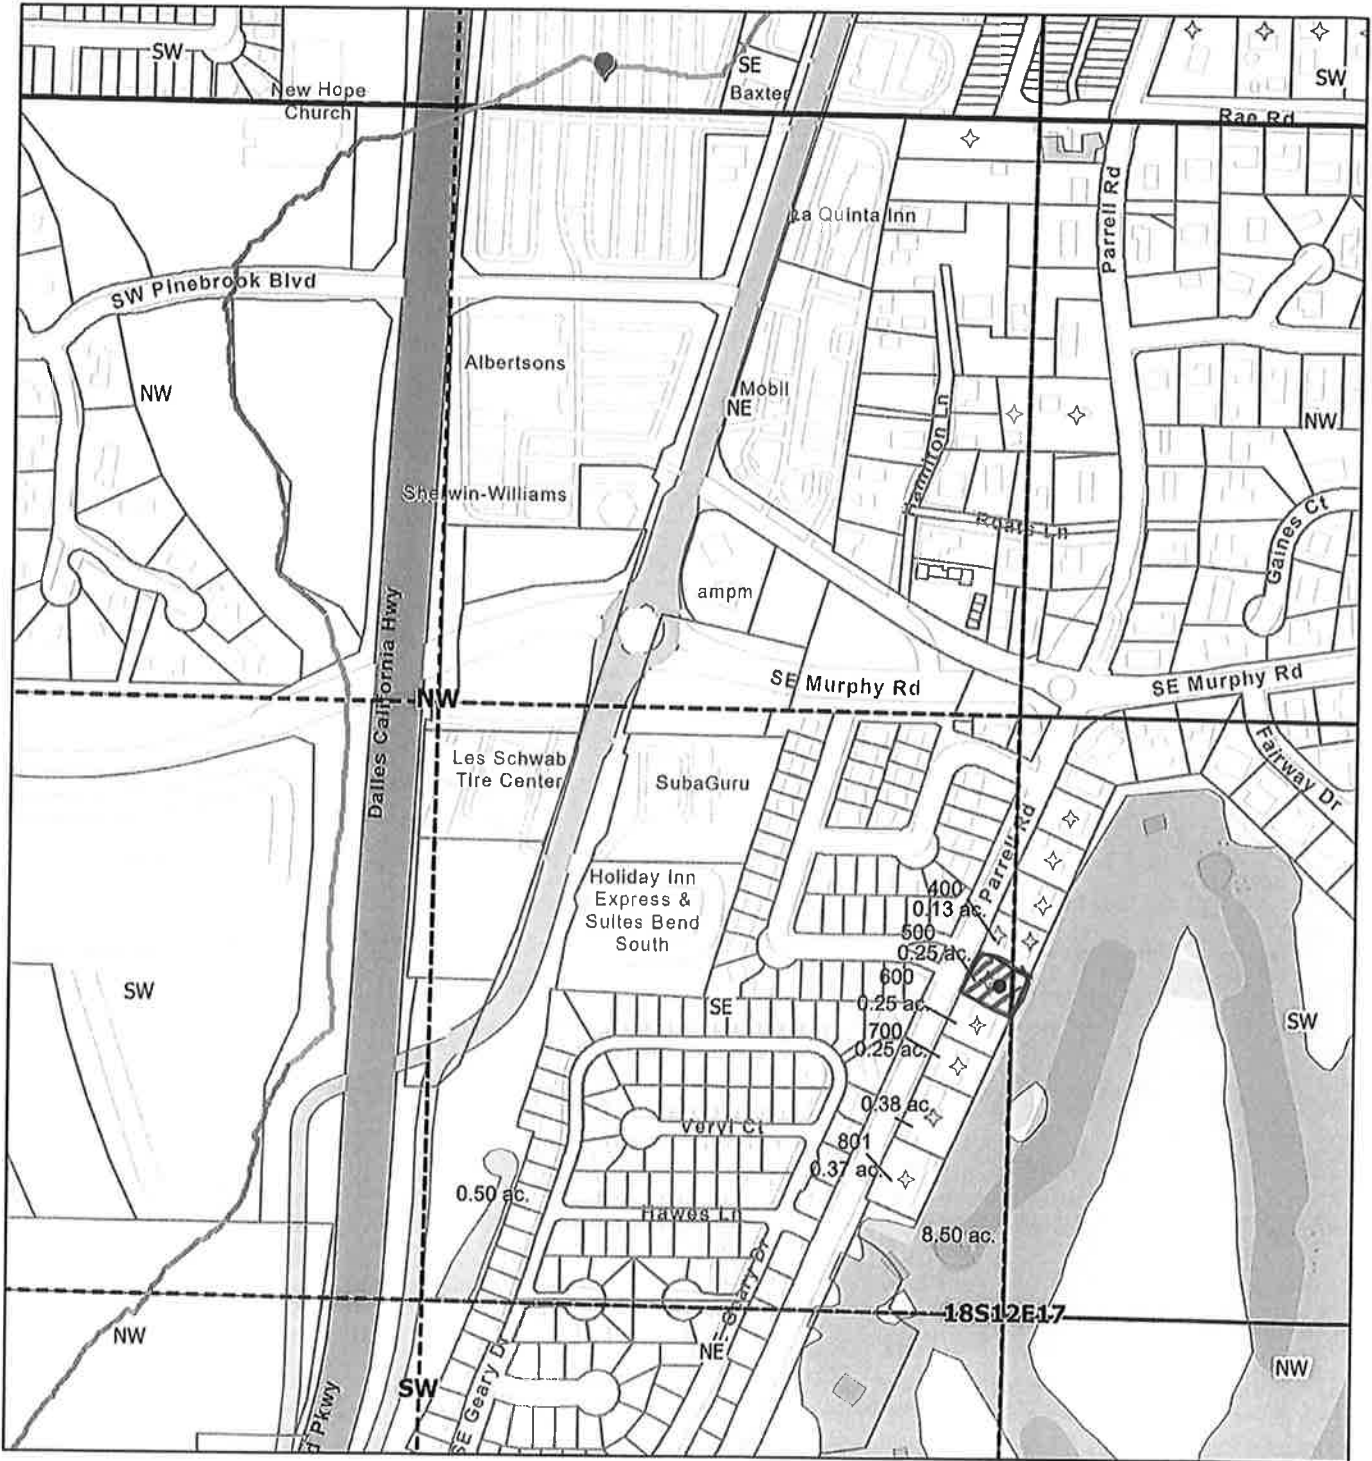 SW
SE
SW
New Hope
Church
Baxter
Rae Rd
La Quinta Inn
Parrell Rd
SW Pinebrook Blvd
Albertsons
NW
Mobil
NE
NW
Hamilton Ln
Sherwin-Williams
Roats Ln
Gaines Ct
ampm
Dalles California Hwy
SE Murphy Rd
SE Murphy Rd
NW
Fairway Dr
Les Schwab
Tire Center
SubaGuru
Parrell Rd
Holiday Inn
Express &
Suites Bend
South
400
0.13 ac.
500
0.25 ac.
600
0.25 ac.
SW
SE
SW
700
0.25 ac.
0.38 ac.
Veryl Ct
801
0.37 ac.
0.50 ac.
Hawes Ln
8.50 ac.
Geary Dr
18S12E17
NW
NE
NW
SW
SE Geary Dr
d Pkwy